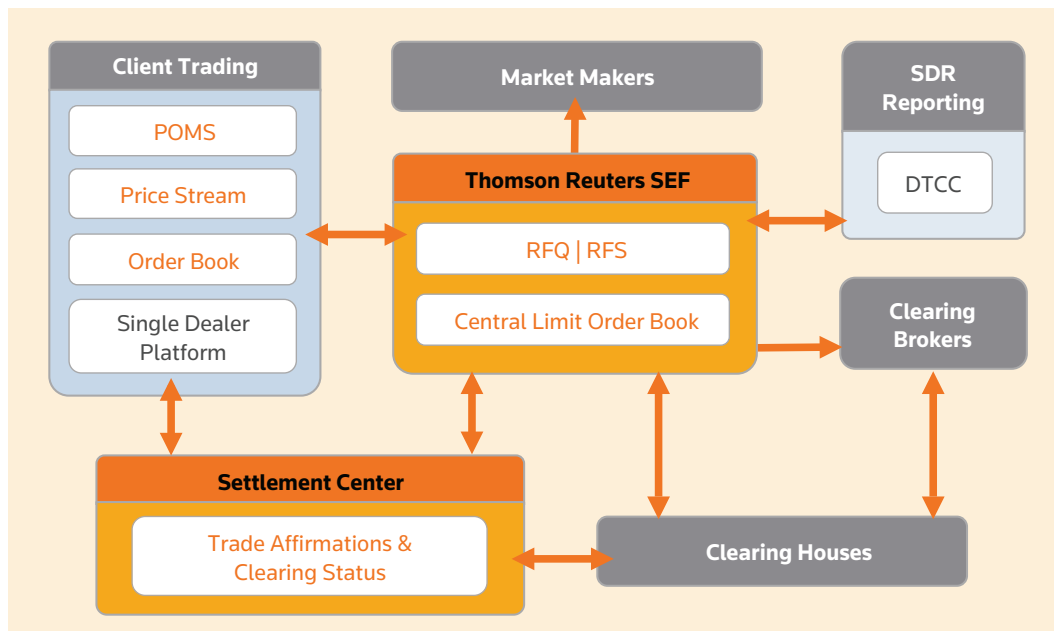 Client Trading
POMS
Price Stream
Order Book
Single Dealer
Platform
Market Makers
Thomson Reuters SEF
RFQ | RFS
Central Limit Order Book
SDR
Reporting
DTCC
Clearing
Brokers
Settlement Center
Trade Affirmations &
Clearing Status
Clearing Houses